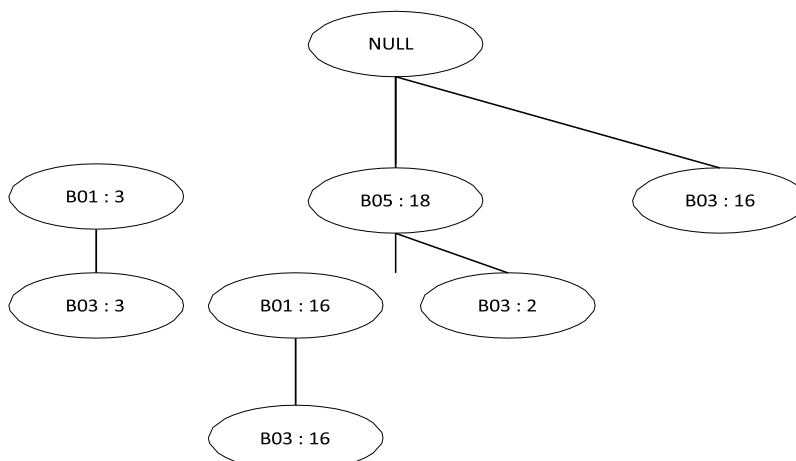 NULL
B01 : 3
B05 : 18
B03 : 16
B03 : 3
B01 : 16
B03 : 2
B03 : 16